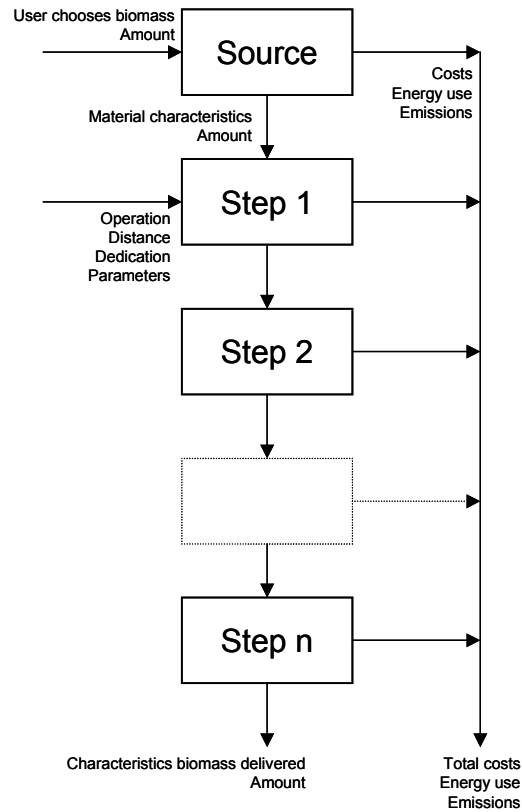 User chooses biomass
Amount
Source
Costs
Energy use
Emissions
Material characteristics
Amount
Step 1
Operation
Distance
Dedication
Parameters
Step 2
Step n
Characteristics biomass delivered
Amount
Total costs
Energy use
Emissions